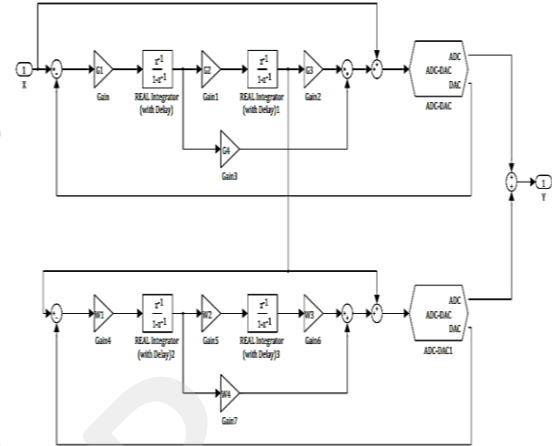 1
X
G1
Gain
z-1
1-z-1
REAL Integrator
(with Delay)
G2
Gain1
z-1
1-z-1
REAL Integrator
(with Delay)1
G3
Gain2
ADC
ADC-DAC
DAC
ADC-DAC
G4
Gain3
1
Y
W1
Gain4
z-1
1-z-1
REAL Integrator
(with Delay)2
W2
Gain5
z-1
1-z-1
REAL Integrator
(with Delay)3
W3
Gain6
ADC
ADC-DAC
DAC
ADC-DAC1
W4
Gain7